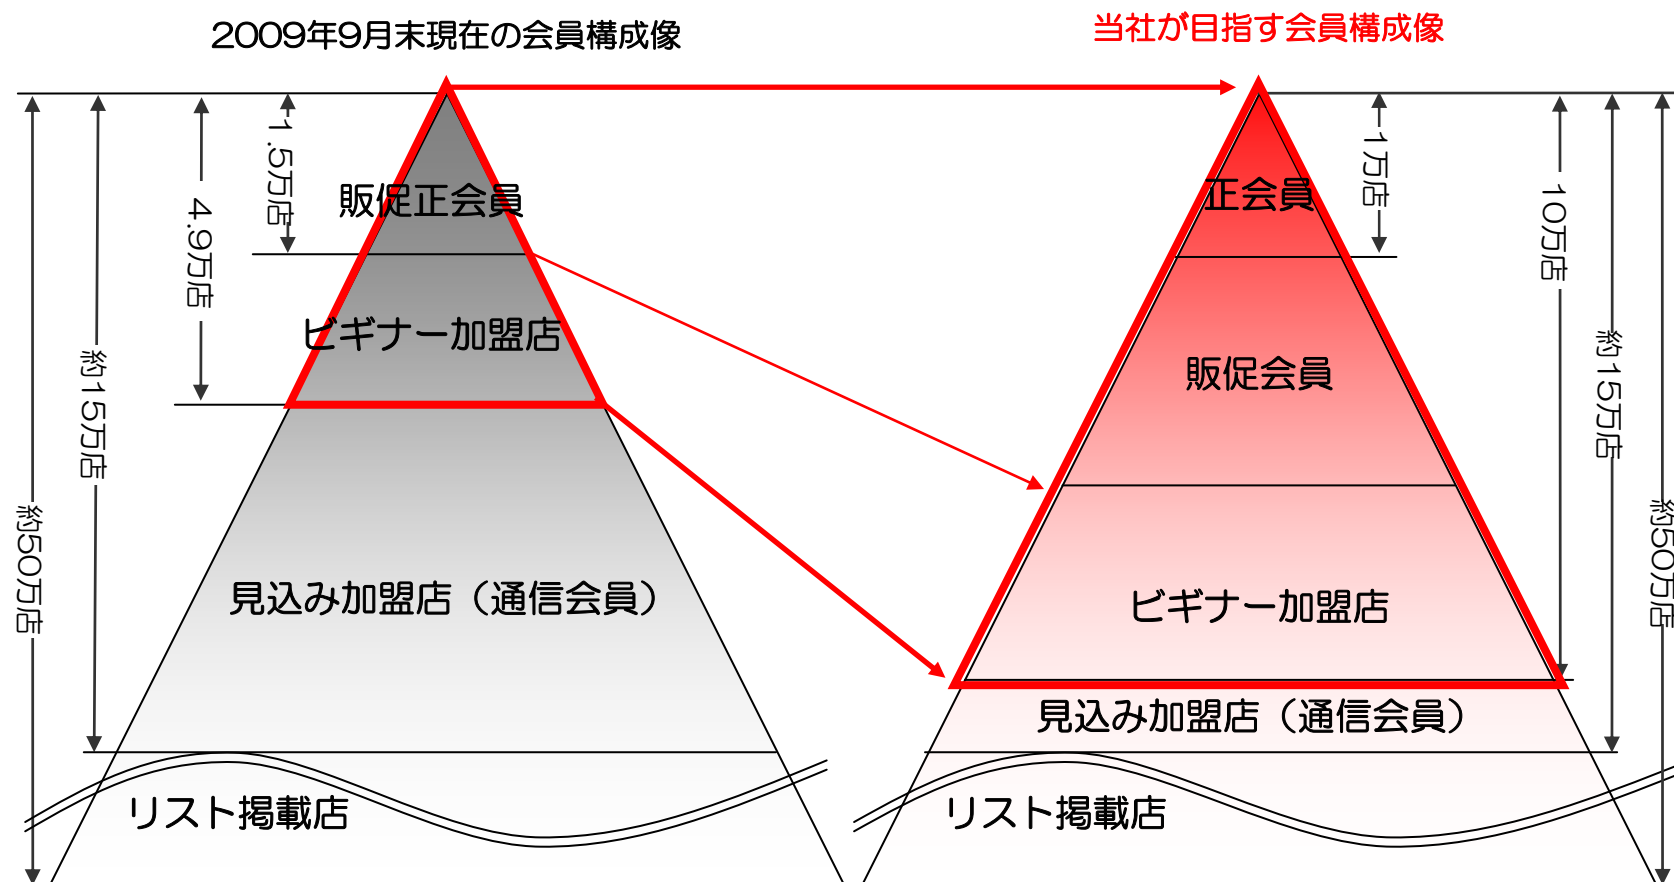 2009年9月末現在の会員構成像
当社が目指す会員構成像
1.5万店
4.9万店
約15万店
約50万店
販促正会員
ビギナー加盟店
見込み加盟店（通信会員）
リスト掲載店
正会員
販促会員
ビギナー加盟店
見込み加盟店（通信会員）
リスト掲載店
1万店
10万店
約15万店
約50万店